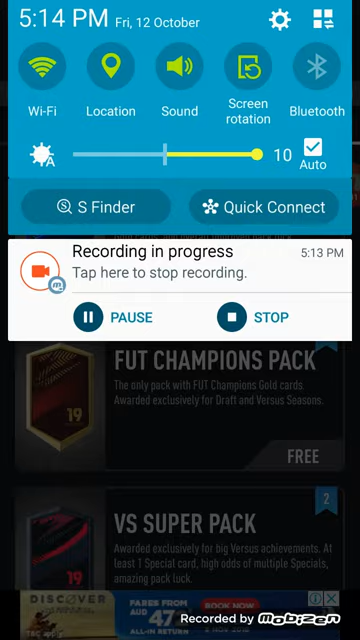 5:14 PM Fri, 12 October
Wi-Fi
Location
Sound
Screen rotation
Bluetooth
A
10
Auto
S Finder
Quick Connect
Recording in progress 5:13 PM
Tap here to stop recording.
m
PAUSE
STOP
FUT CHAMPIONS PACK
The only pack with FUT Champions Gold cards.
Awarded exclusively for Draft and Versus Seasons.
19
FREE
2
VS SUPER PACK
Awarded exclusively for big Versus achievements. At
least 1 Special card, high odds of multiple Specials,
amazing pack luck.
19
DISCOVER
FARES FROM
AUD
47
ALL-IN RETURN
BOOK NOW
Recorded by Mobizen